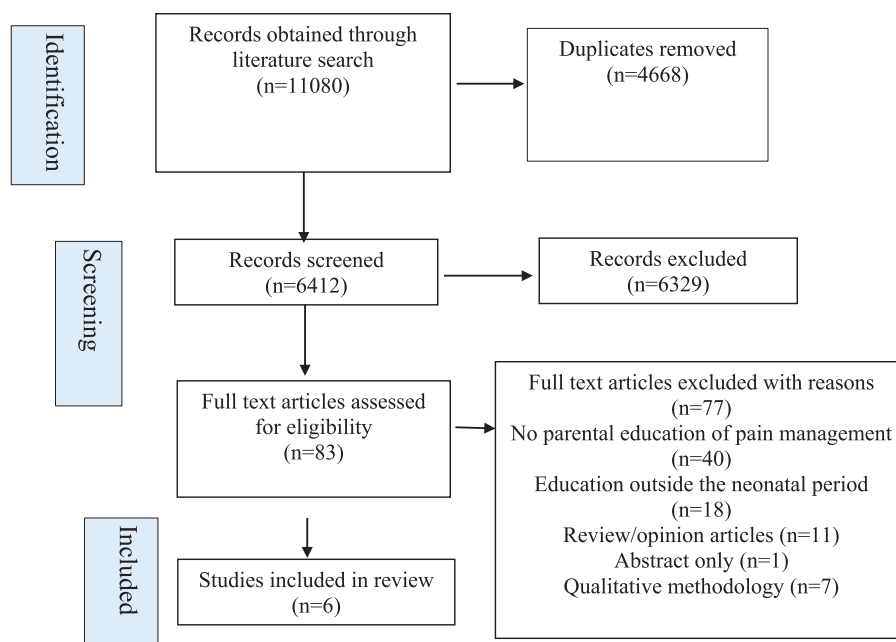 Identification
Records obtained through
literature search
(n=11080)
Duplicates removed
(n=4668)
Screening
Records screened
(n=6412)
Records excluded
(n=6329)
Full text articles assessed
for eligibility
(n=83)
Full text articles excluded with reasons
(n=77)
No parental education of pain management
(n=40)
Education outside the neonatal period
(n=18)
Review/opinion articles (n=11)
Abstract only (n=1)
Qualitative methodology (n=7)
Included
Studies included in review
(n=6)